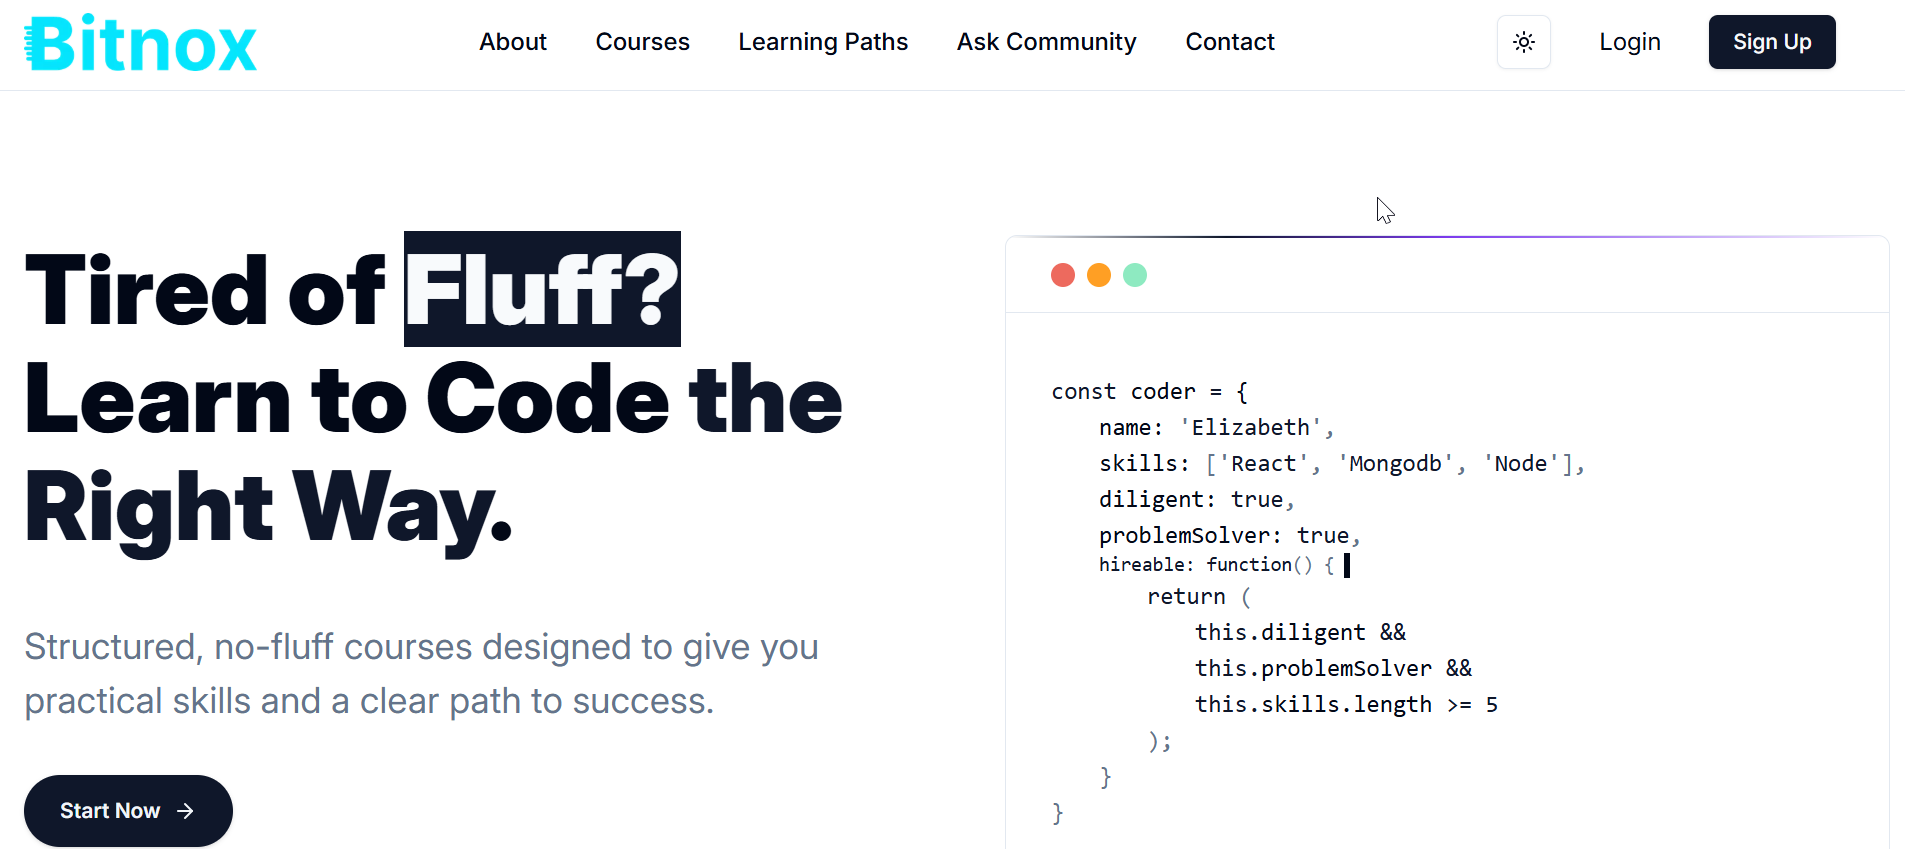 Bitnox
About
Courses
Learning Paths
Ask Community
Contact
Login
Sign Up
Tired of Fluff?
Learn to Code the
Right Way.
Structured, no-fluff courses designed to give you
practical skills and a clear path to success.
Start Now →
const coder = {
name: 'Elizabeth',
skills: ['React', 'Mongodb', 'Node'],
diligent: true,
problemSolver: true,
hireable: function() {
return (
this.diligent &&
this.problemSolver &&
this.skills.length >= 5
);
}
}